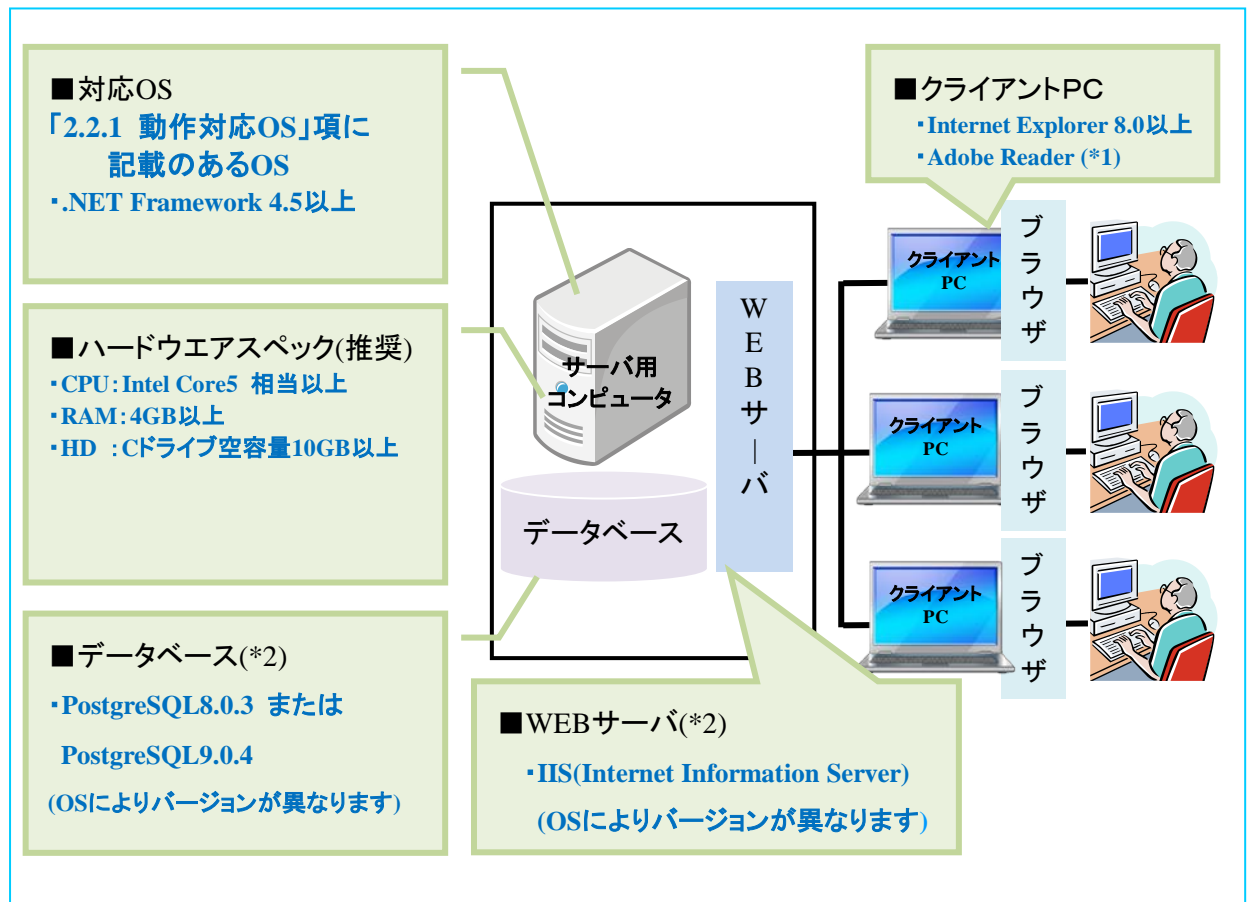 ■対応OS
「2.2.1 動作対応OS」項に
記載のあるOS
・.NET Framework 4.5以上
■ハードウエアスペック(推奨)
・CPU:Intel Core5 相当以上
・RAM:4GB以上
・HD :Cドライブ空容量10GB以上
■データベース(*2)
・PostgreSQL8.0.3 または
PostgreSQL9.0.4
(OSによりバージョンが異なります)
サーバ用
コンピュータ
データベース
WEBサーバ
■WEBサーバ(*2)
・IIS(Internet Information Server)
(OSによりバージョンが異なります)
■クライアントPC
・Internet Explorer 8.0以上
・Adobe Reader (*1)
クライアント
PC
ブラウザ
クライアント
PC
ブラウザ
クライアント
PC
ブラウザ